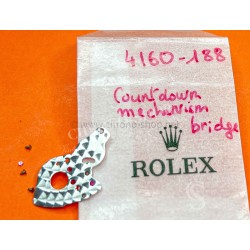 4160-188
Countdown
mechanism
bridge
ROLEX